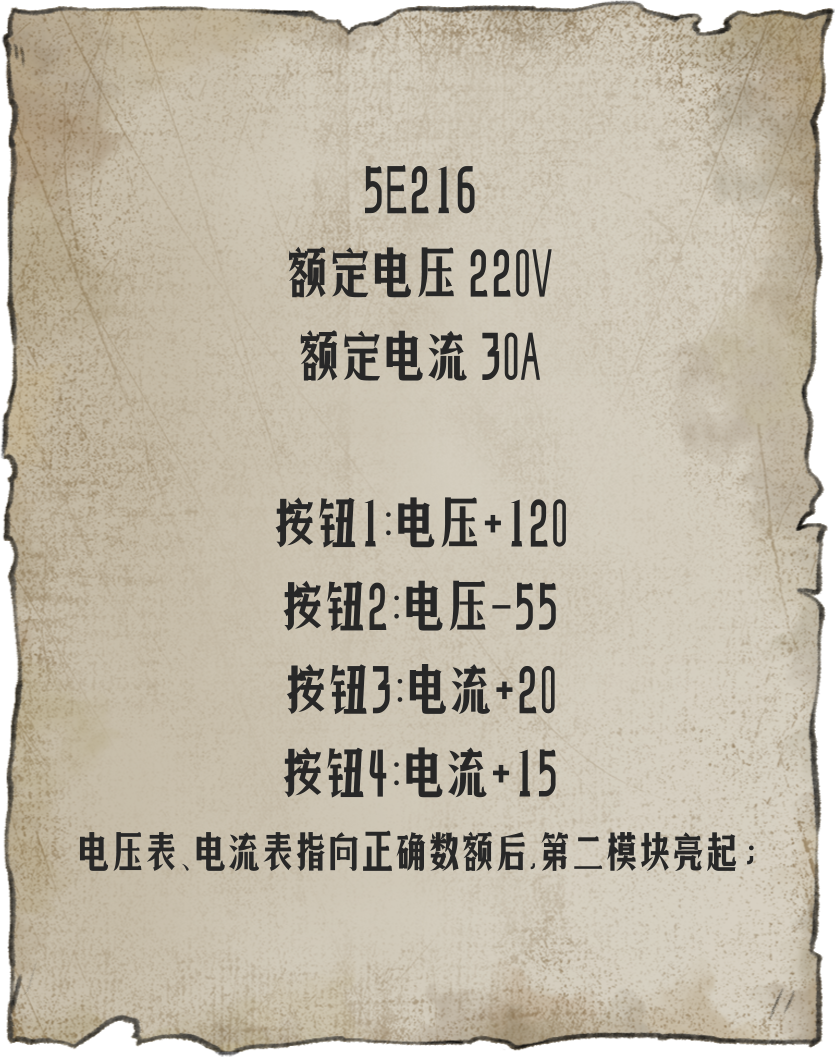 5E216
额定电压 220V
额定电流 30A
按钮1:电压+120
按钮2:电压-55
按钮3:电流+20
按钮4:电流+15
电压表、电流表指向正确数额后,第二模块亮起;